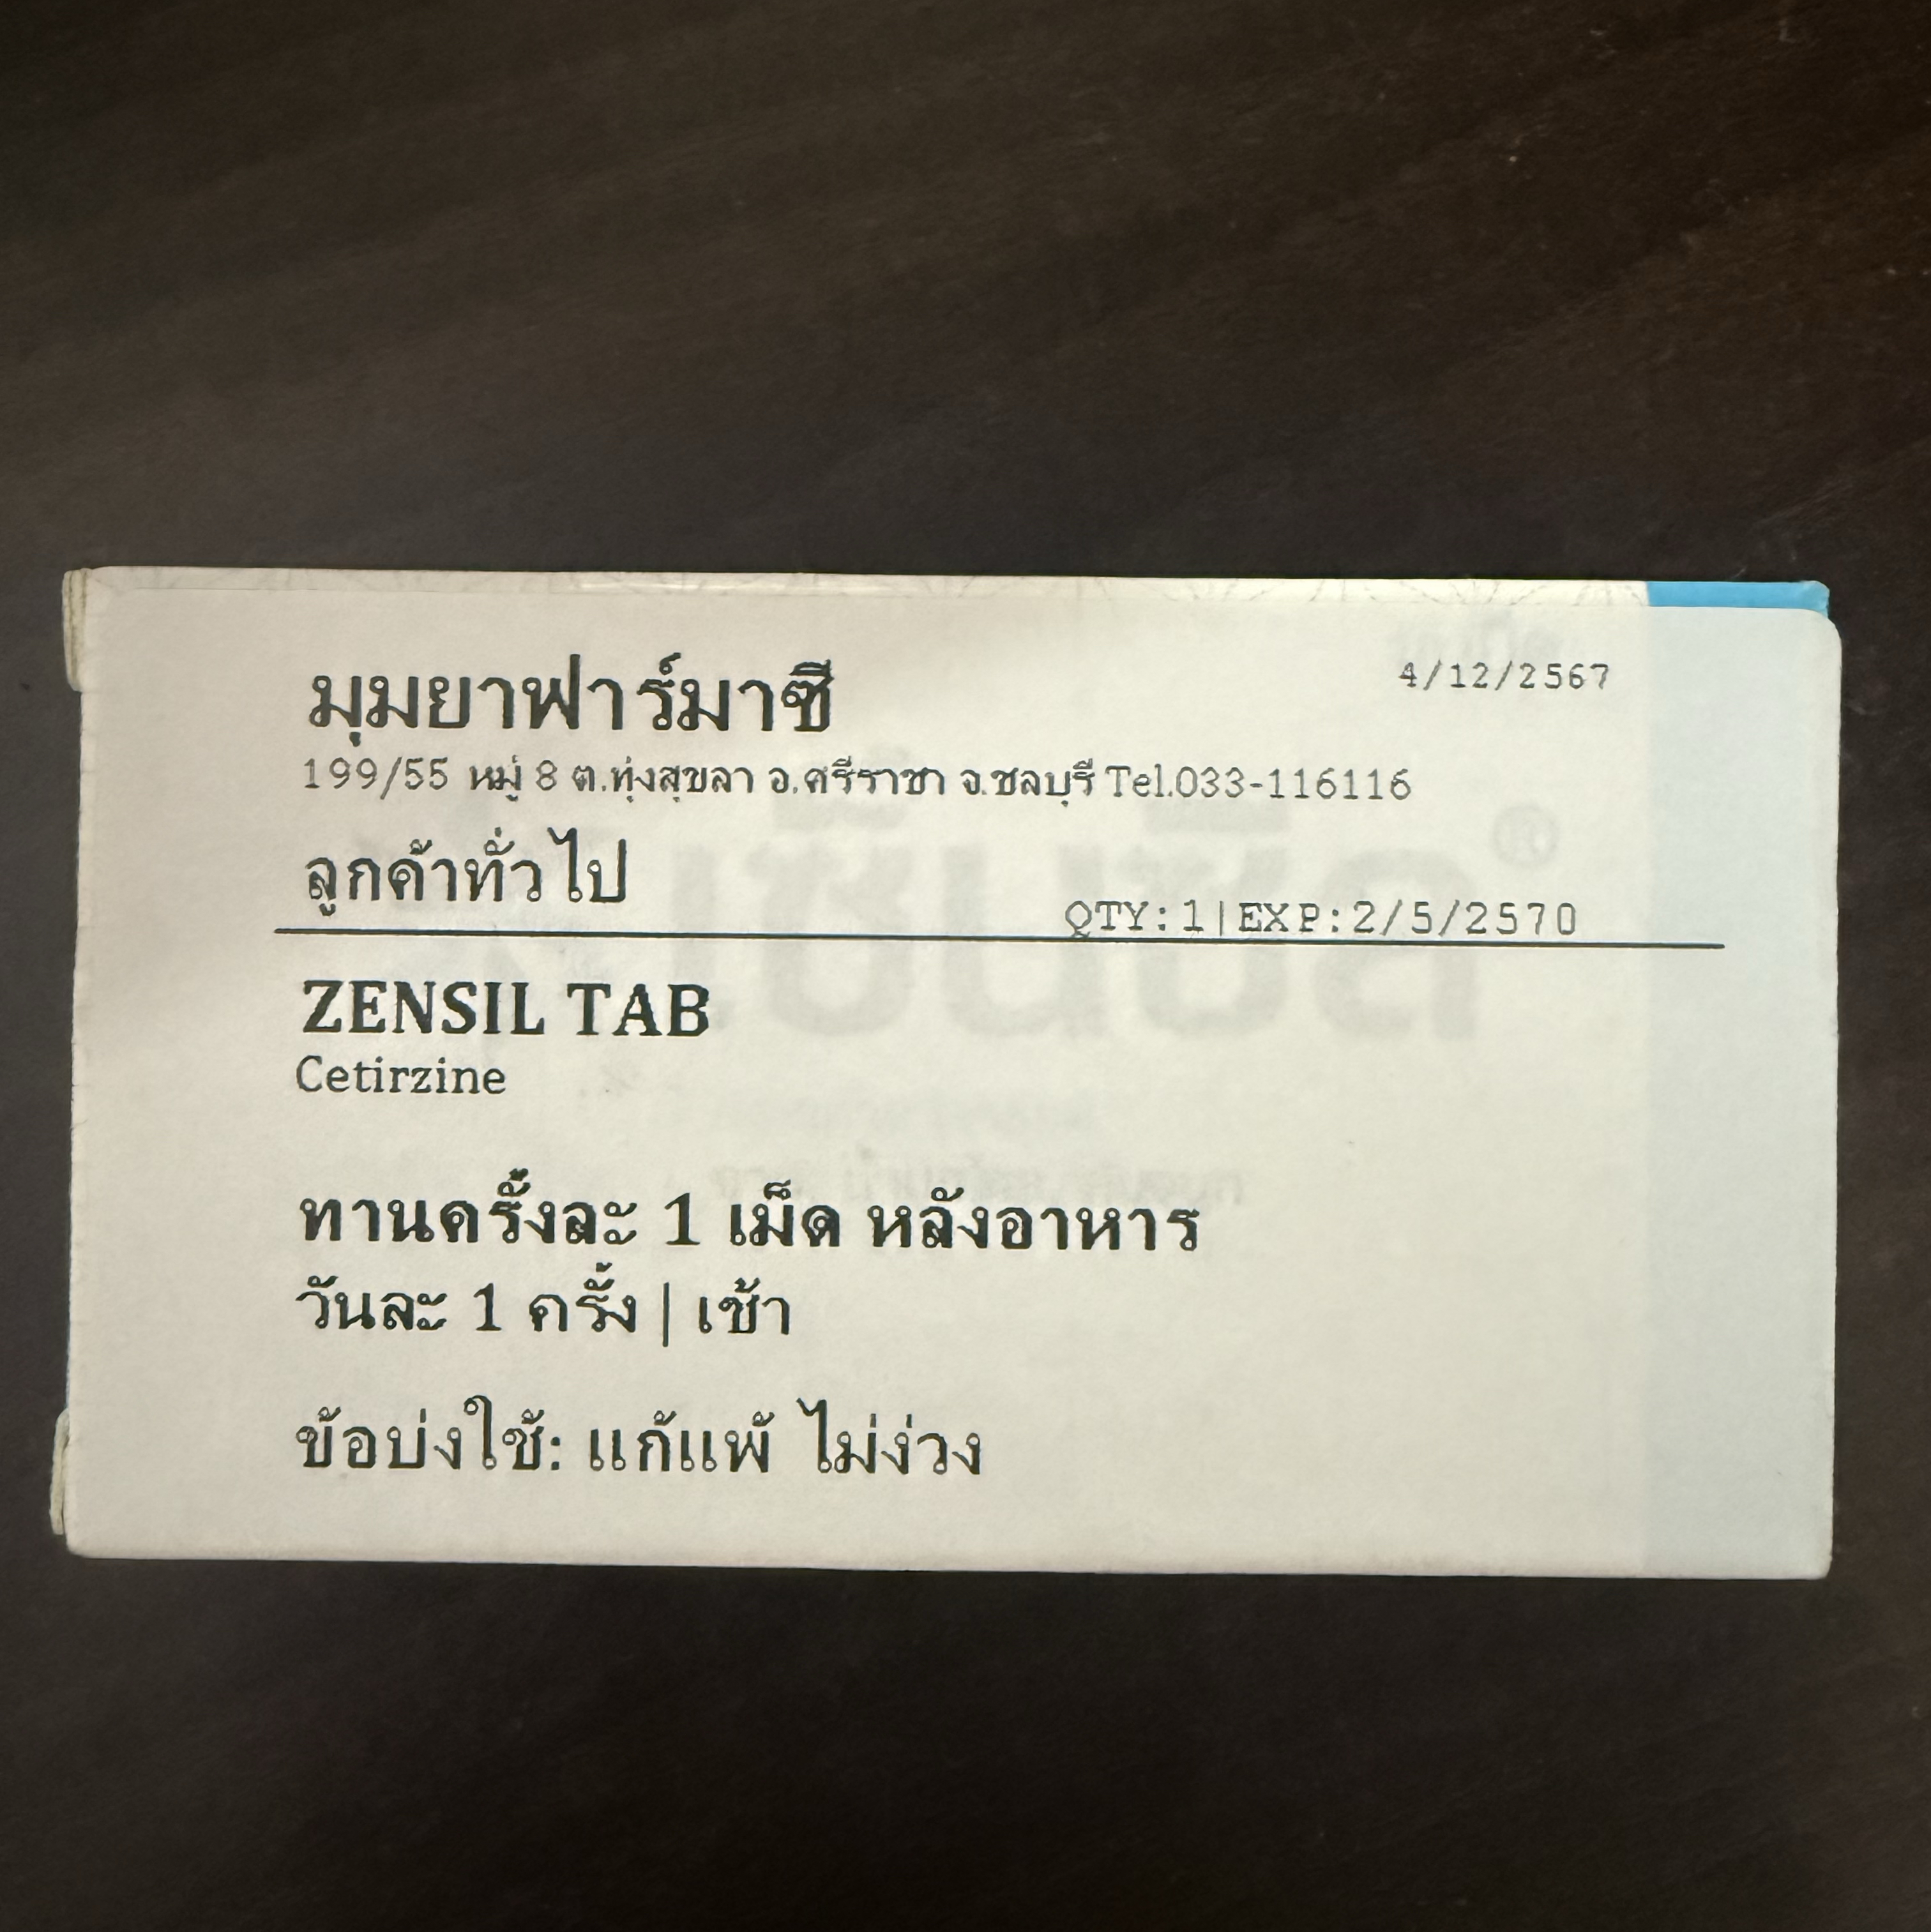 มุมยาฟาร์มาซี
4/12/2567
199/55 หมู่ 8 ต.ทุ่งสุขลา อ.ศรีราชา จ.ชลบุรี Tel.033-116116
ลูกค้าทั่วไป
QTY:1|EXP:2/5/2570
ZENSIL TAB
Cetirzine
ทานครั้งละ 1 เม็ด หลังอาหาร
วันละ 1 ครั้ง | เช้า
ข้อบ่งใช้: แก้แพ้ ไม่ง่วง